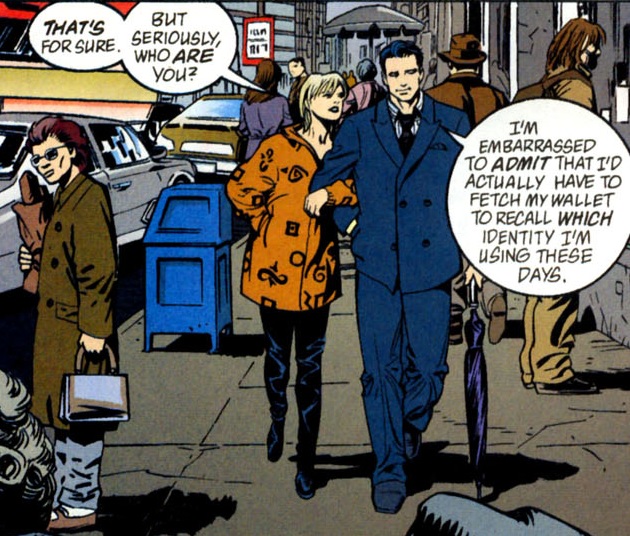 THAT'S
FOR SURE.
BUT
SERIOUSLY,
WHO ARE
YOU?
I'M
EMBARRASSED
TO ADMIT THAT I'D
ACTUALLY HAVE TO
FETCH MY WALLET
TO RECALL WHICH
IDENTITY I'M
USING THESE
DAYS.